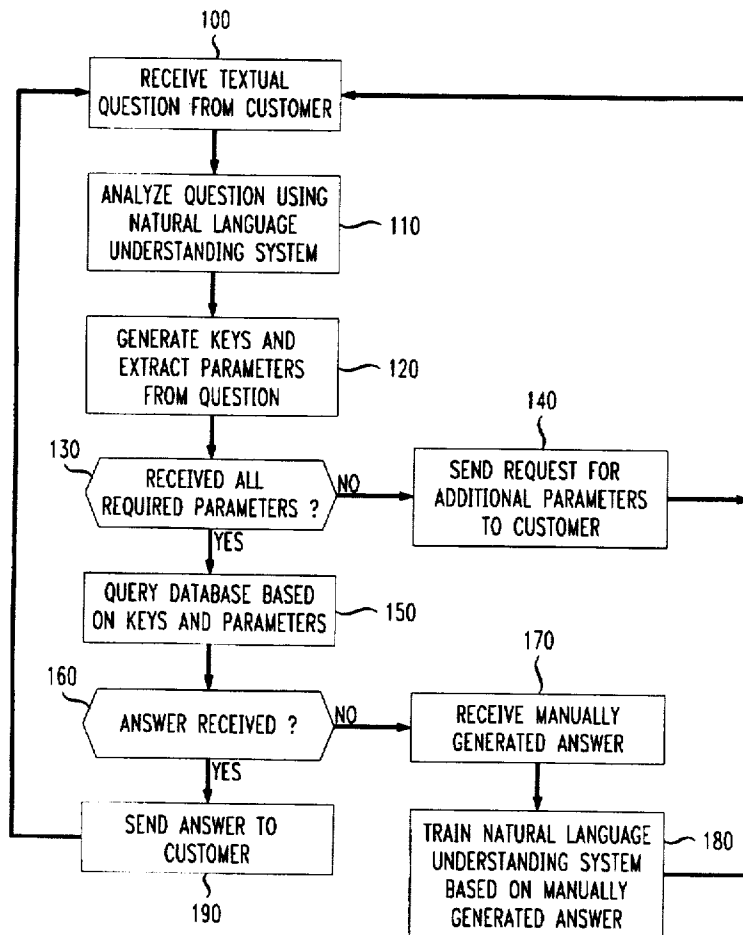 100
RECEIVE TEXTUAL
QUESTION FROM CUSTOMER
ANALYZE QUESTION USING
NATURAL LANGUAGE
UNDERSTANDING SYSTEM
110
GENERATE KEYS AND
EXTRACT PARAMETERS
FROM QUESTION
120
130
RECEIVED ALL
REQUIRED PARAMETERS ?
NO
YES
140
SEND REQUEST FOR
ADDITIONAL PARAMETERS
TO CUSTOMER
QUERY DATABASE BASED
ON KEYS AND PARAMETERS
150
160
ANSWER RECEIVED ?
NO
YES
170
RECEIVE MANUALLY
GENERATED ANSWER
SEND ANSWER TO
CUSTOMER
190
TRAIN NATURAL LANGUAGE
UNDERSTANDING SYSTEM
BASED ON MANUALLY
GENERATED ANSWER
180